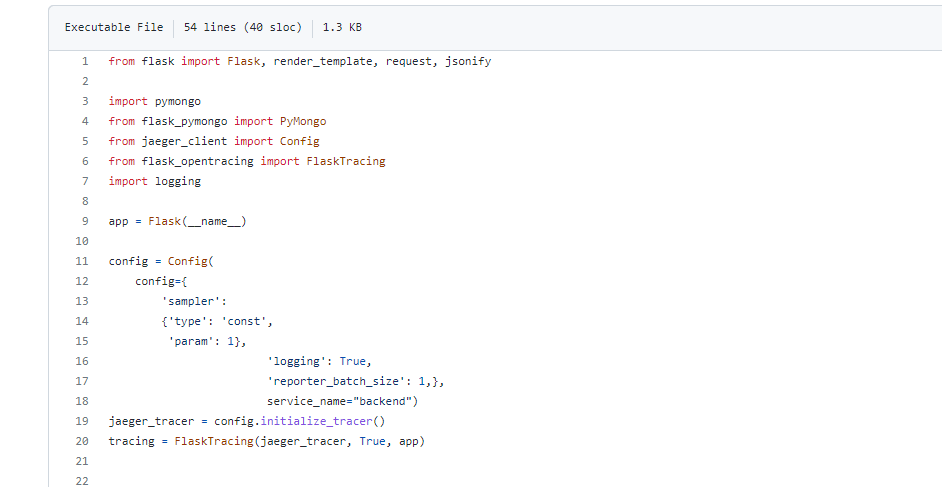 Executable File 54 lines (40 sloc) 1.3 KB
1 from flask import Flask, render_template, request, jsonify
2
3 import pymongo
4 from flask_pymongo import PyMongo
5 from jaeger_client import Config
6 from flask_opentracing import FlaskTracing
7 import logging
8
9 app = Flask(__name__)
10
11 config = Config(
12     config={
13         'sampler':
14         {'type': 'const',
15          'param': 1},
16                         'logging': True,
17                         'reporter_batch_size': 1,},
18                         service_name="backend")
19 jaeger_tracer = config.initialize_tracer()
20 tracing = FlaskTracing(jaeger_tracer, True, app)
21
22